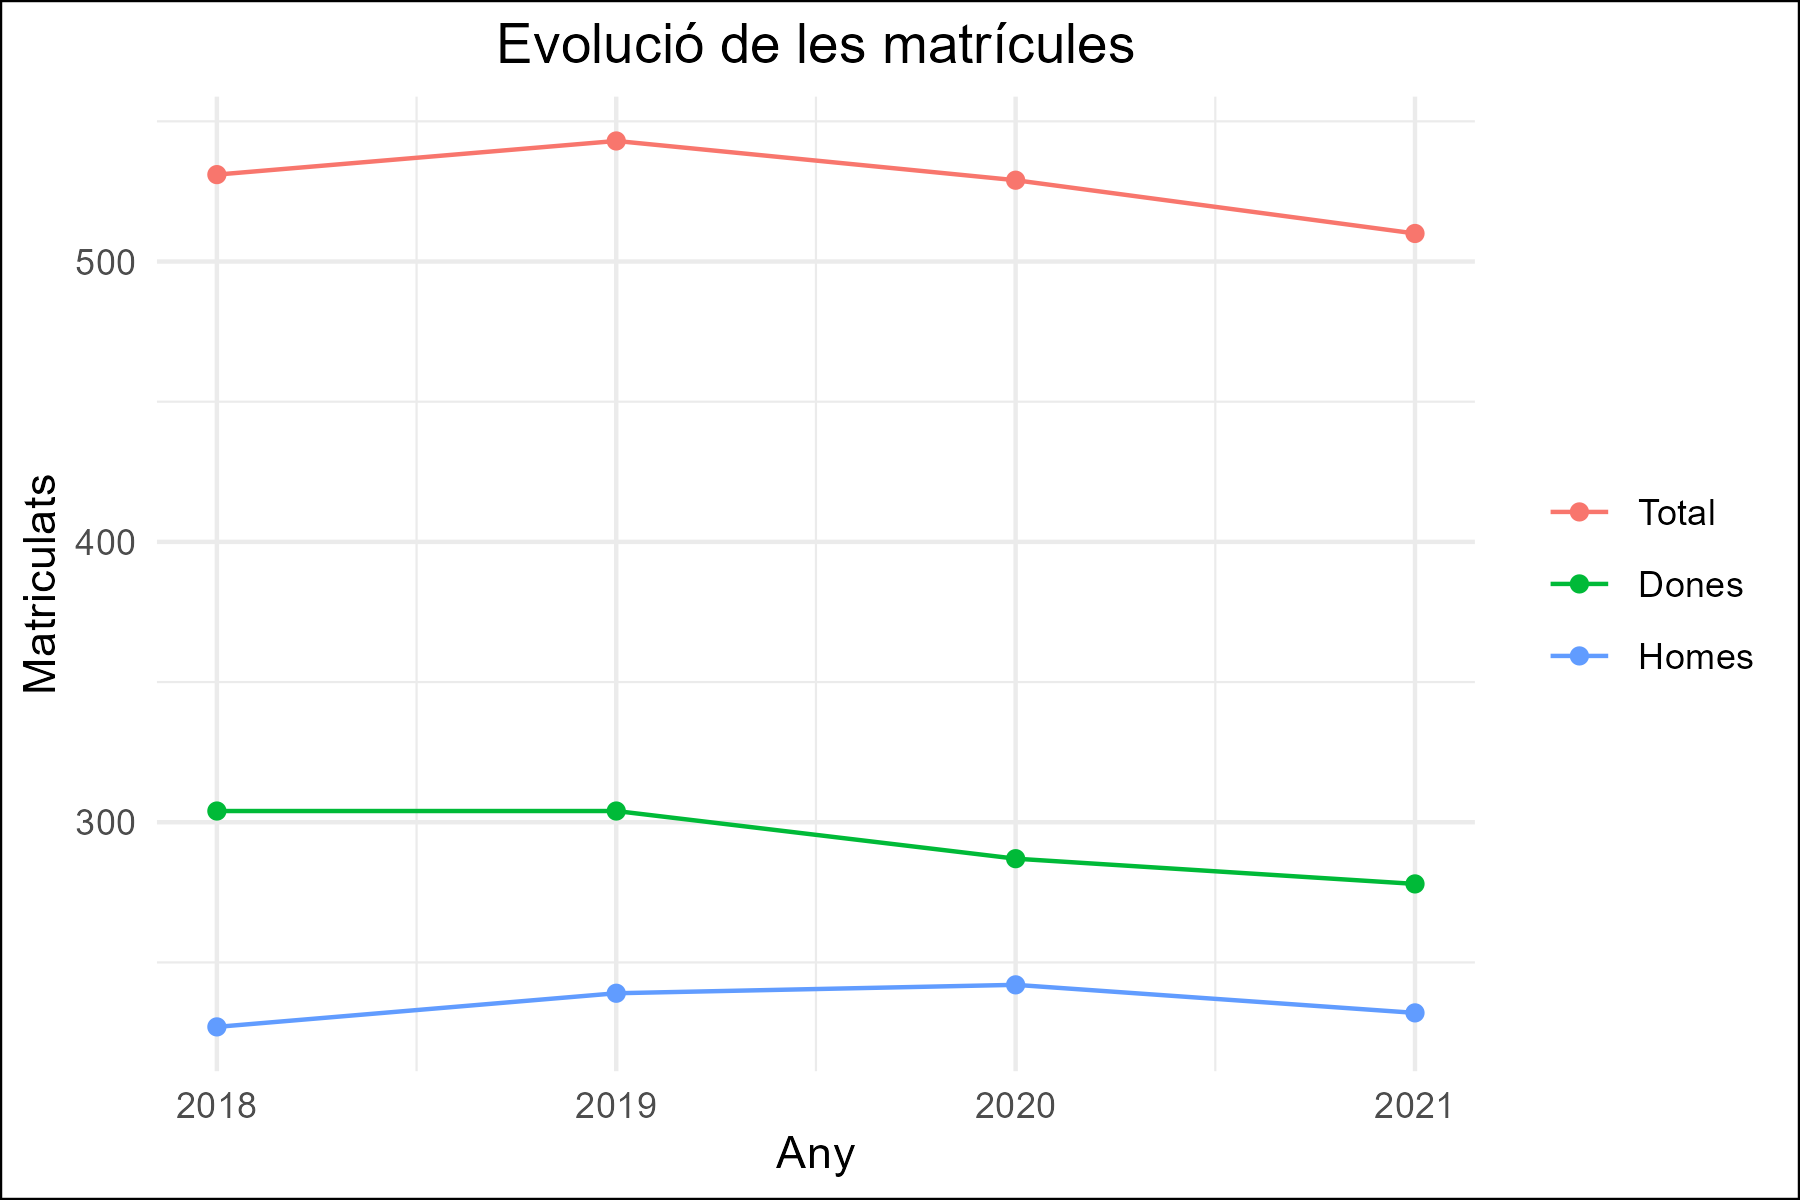 Evolució de les matrícules
Matriculats
500
400
300
2018
2019
2020
2021
Any
Total
Dones
Homes